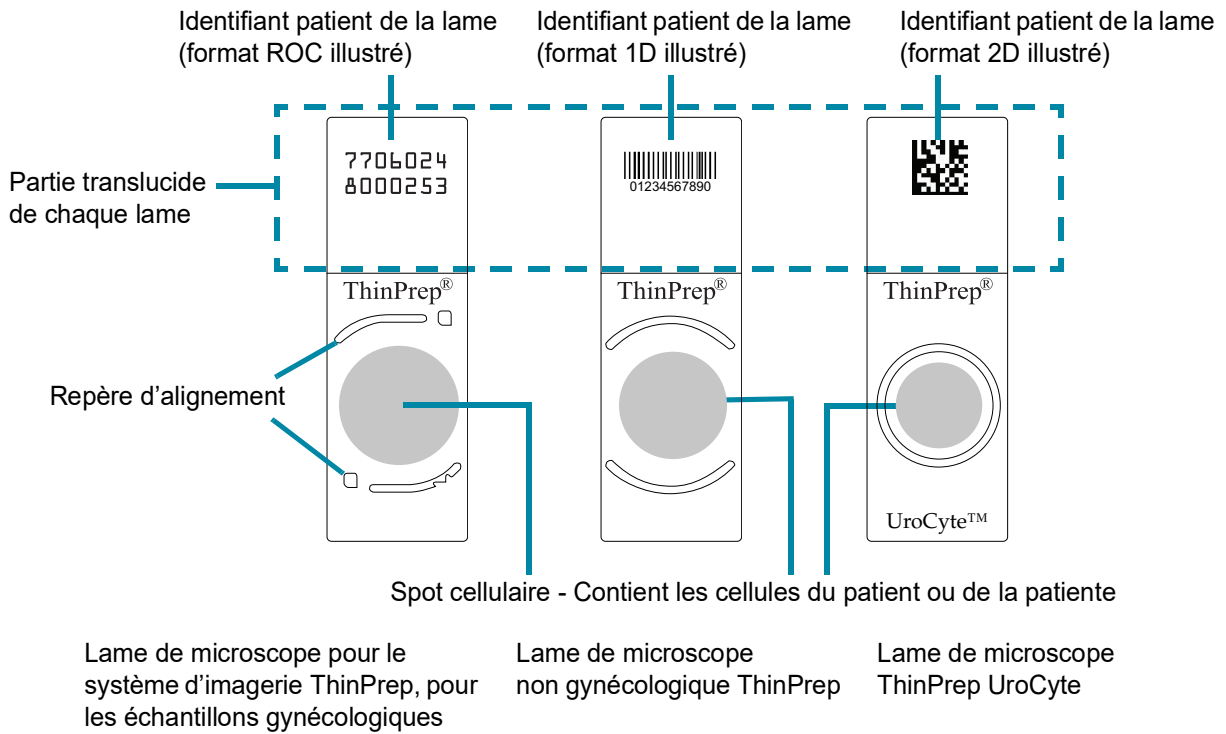 Identifiant patient de la lame
(format ROC illustré)
Identifiant patient de la lame
(format 1D illustré)
Identifiant patient de la lame
(format 2D illustré)
Partie translucide
de chaque lame
7706024
8000253
01234567890
ThinPrep®
ThinPrep®
ThinPrep®
Repère d’alignement
UroCyte™
Spot cellulaire - Contient les cellules du patient ou de la patiente
Lame de microscope pour le
système d’imagerie ThinPrep, pour
les échantillons gynécologiques
Lame de microscope
non gynécologique ThinPrep
Lame de microscope
ThinPrep UroCyte